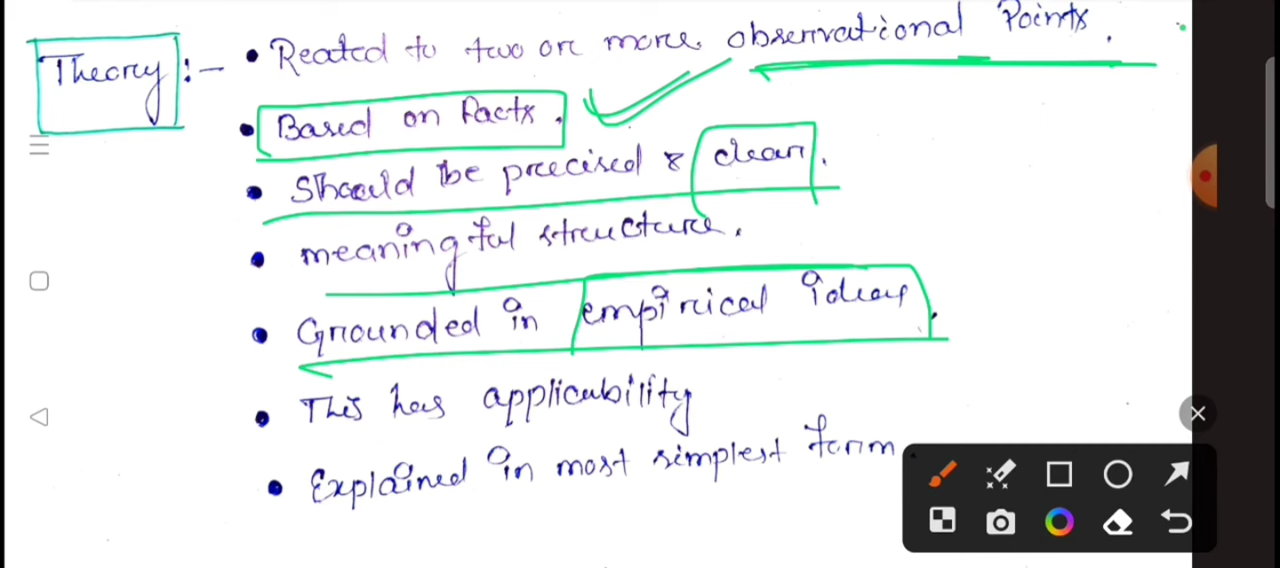 Theory :- • Reated to two or more observational Points.
• Based on facts.
• Should be precised & clear.
• meaningful structure.
• Grounded in empirical ideas.
• This has applicability
• Explained in most simplest form